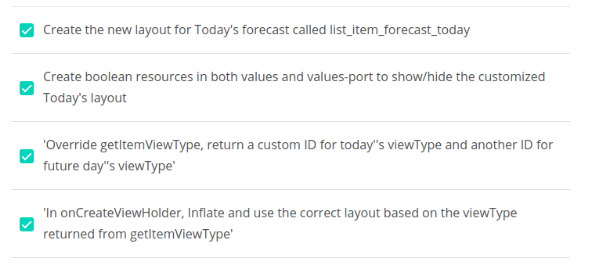 Create the new layout for Today's forecast called list_item_forecast_today
Create boolean resources in both values and values-port to show/hide the customized
Today's layout
'Override getItemViewType, return a custom ID for today''s viewType and another ID for
future day''s viewType'
'In onCreateViewHolder, Inflate and use the correct layout based on the viewType
returned from getItemViewType'